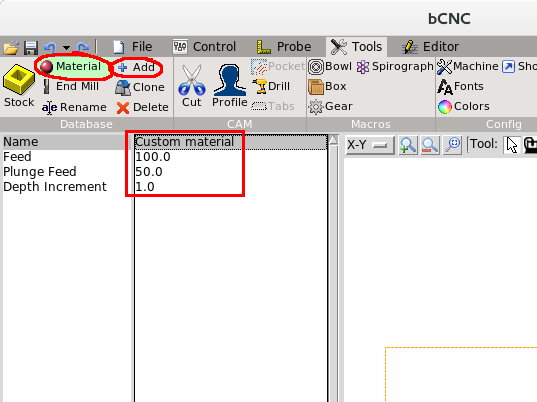 bCNC
File Control Probe Tools Editor
Material Add Pocket Bowl Spirograph Machine Sho
End Mill Clone Drill Box Fonts
Stock Cut Profile
Rename Delete Tabs Gear Colors
Database CAM Macros Config
Name Custom material
Feed 100.0
Plunge Feed 50.0
Depth Increment 1.0
X-Y Tool: